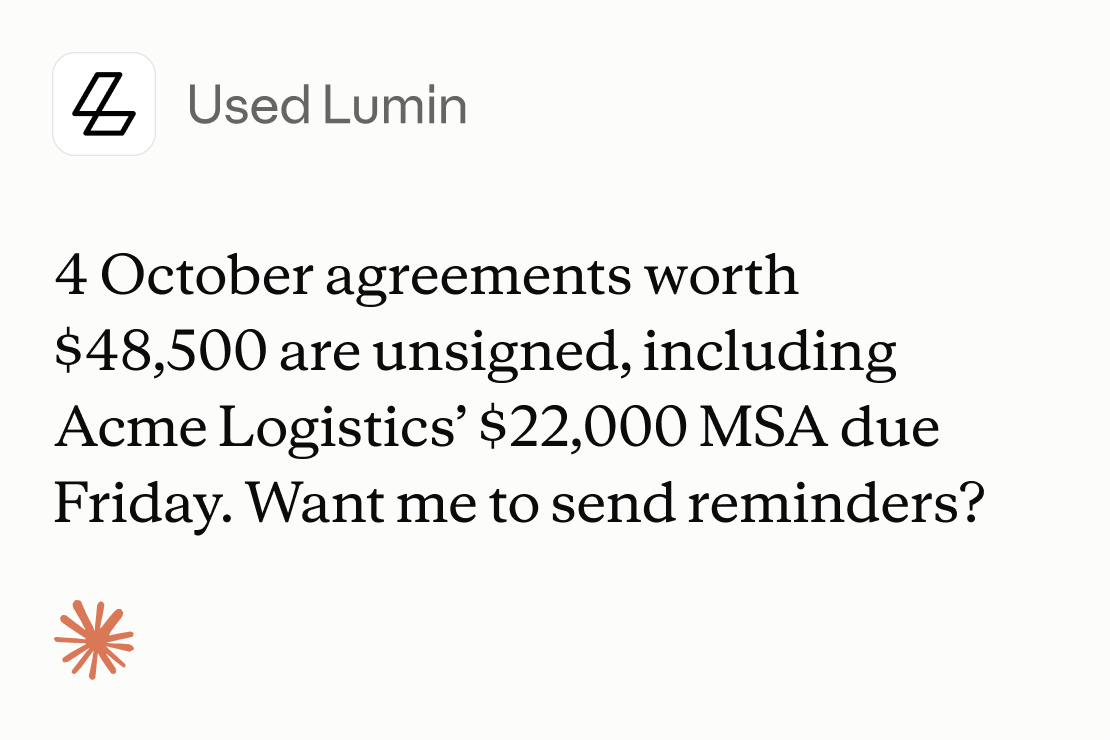 Used Lumin
4 October agreements worth
$48,500 are unsigned, including
Acme Logistics’ $22,000 MSA due
Friday. Want me to send reminders?